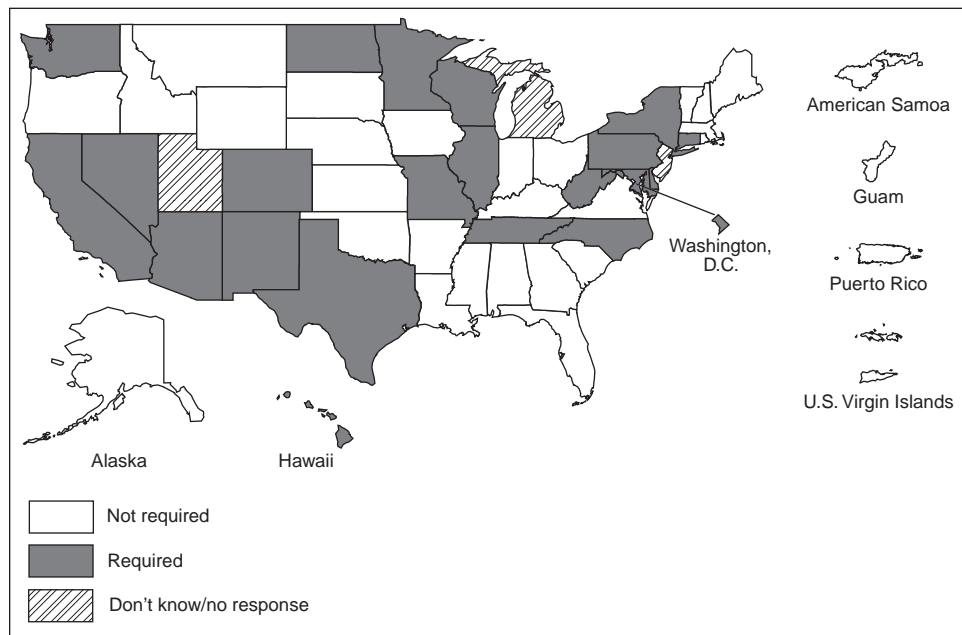 American Samoa
Guam
Washington,
D.C.
Puerto Rico
U.S. Virgin Islands
Alaska
Hawaii
Not required
Required
Don't know/no response